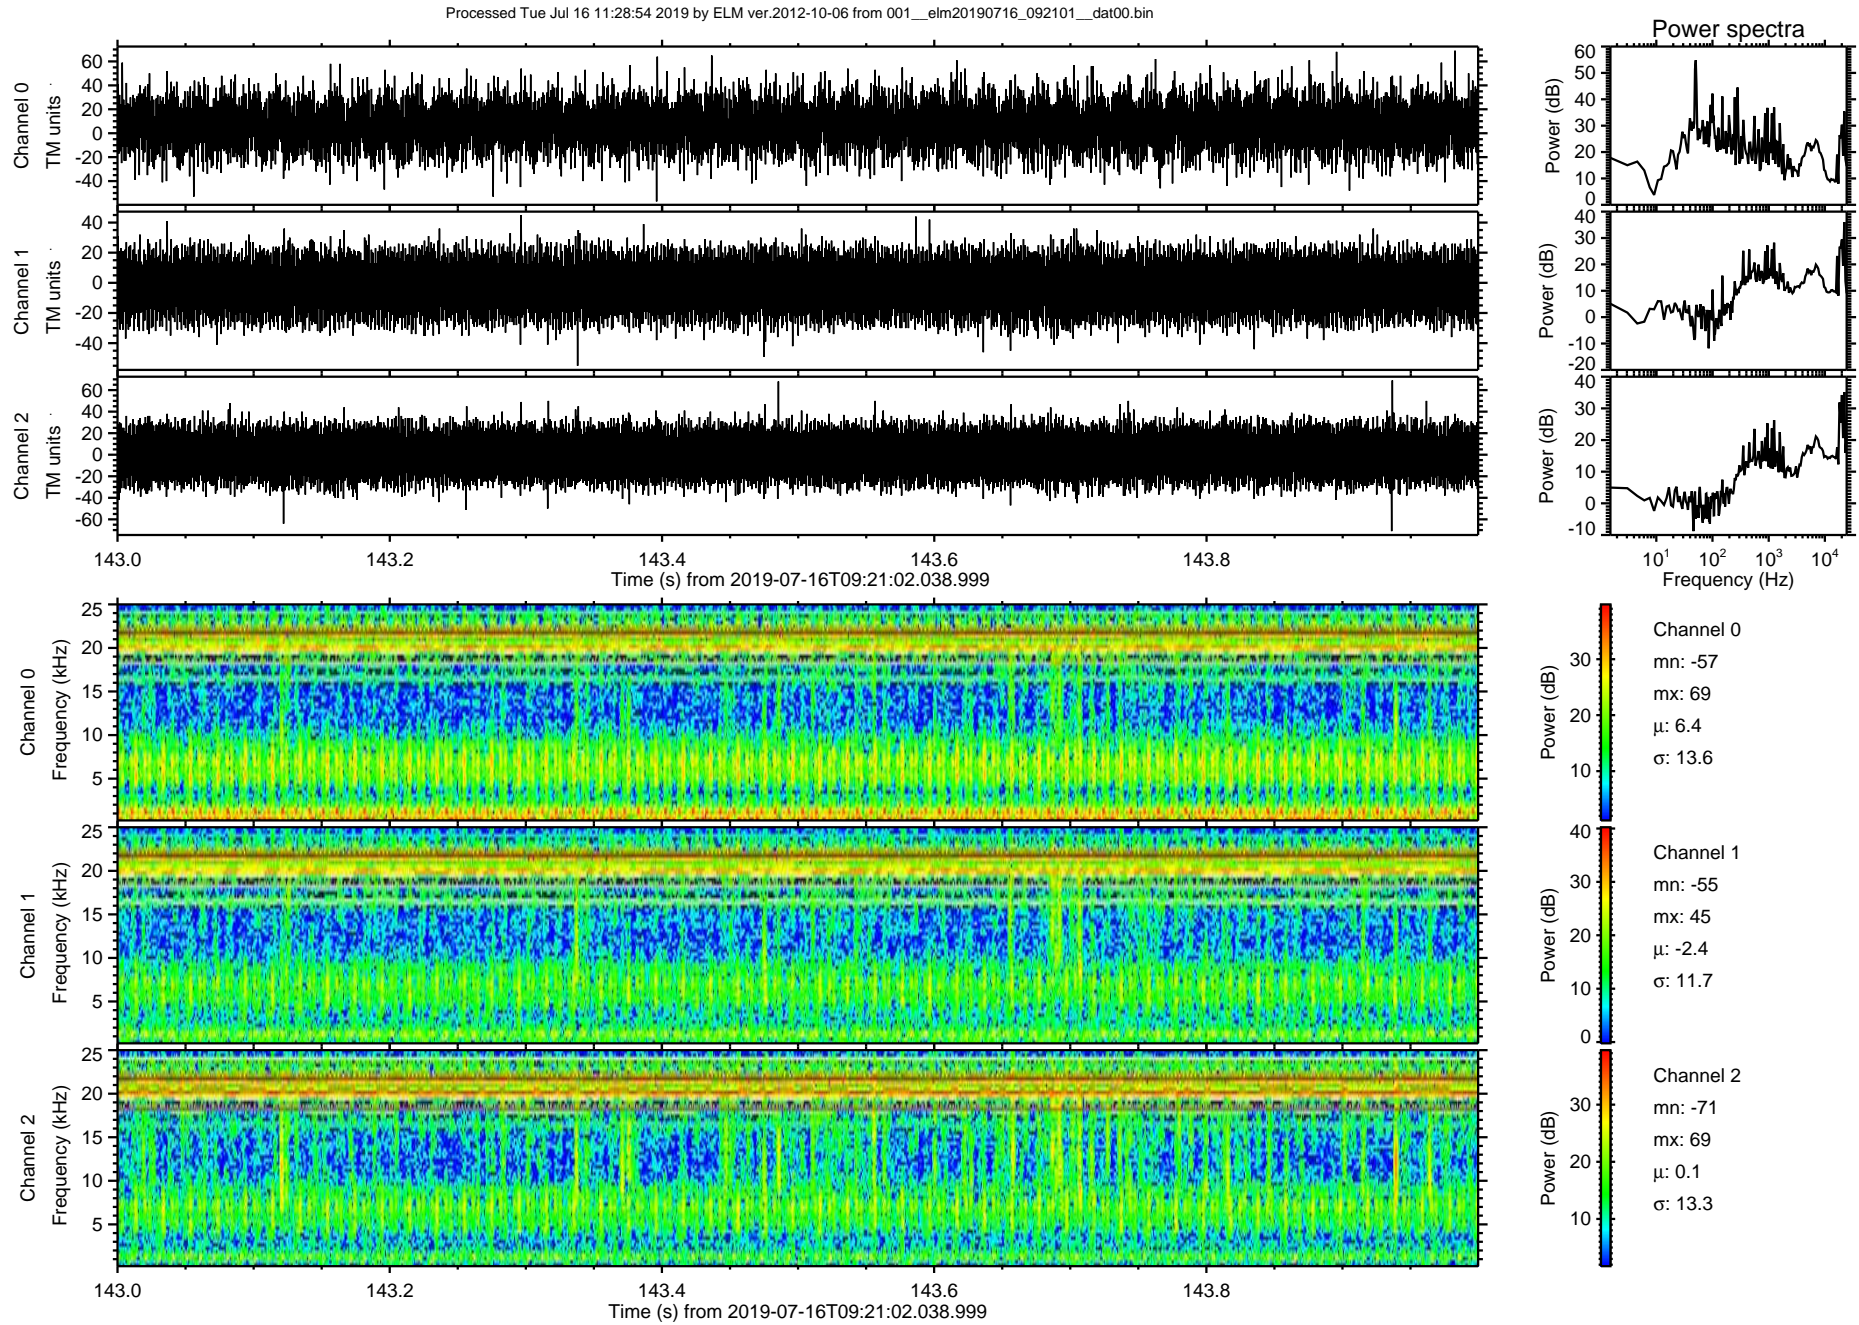 Processed Tue Jul 16 11:28:54 2019 by ELM ver.2012-10-06 from 001__elm20190716_092101__dat00.bin
Power spectra
Channel 0
TM units
60
40
20
0
-20
-40
Power (dB)
60
50
40
30
20
10
0
Channel 1
TM units
40
20
0
-20
-40
Power (dB)
40
30
20
10
0
-10
-20
Channel 2
TM units
60
40
20
0
-20
-40
-60
Power (dB)
40
30
20
10
0
-10
143.0 143.2 143.4 143.6 143.8
Time (s) from 2019-07-16T09:21:02.038.999
10¹ 10² 10³ 10⁴
Frequency (Hz)
Channel 0
Frequency (kHz)
25
20
15
10
5
Power (dB)
30
20
10
Channel 0
mn: -57
mx: 69
μ: 6.4
σ: 13.6
Channel 1
Frequency (kHz)
25
20
15
10
5
Power (dB)
40
30
20
10
0
Channel 1
mn: -55
mx: 45
μ: -2.4
σ: 11.7
Channel 2
Frequency (kHz)
25
20
15
10
5
Power (dB)
30
20
10
Channel 2
mn: -71
mx: 69
μ: 0.1
σ: 13.3
143.0 143.2 143.4 143.6 143.8
Time (s) from 2019-07-16T09:21:02.038.999